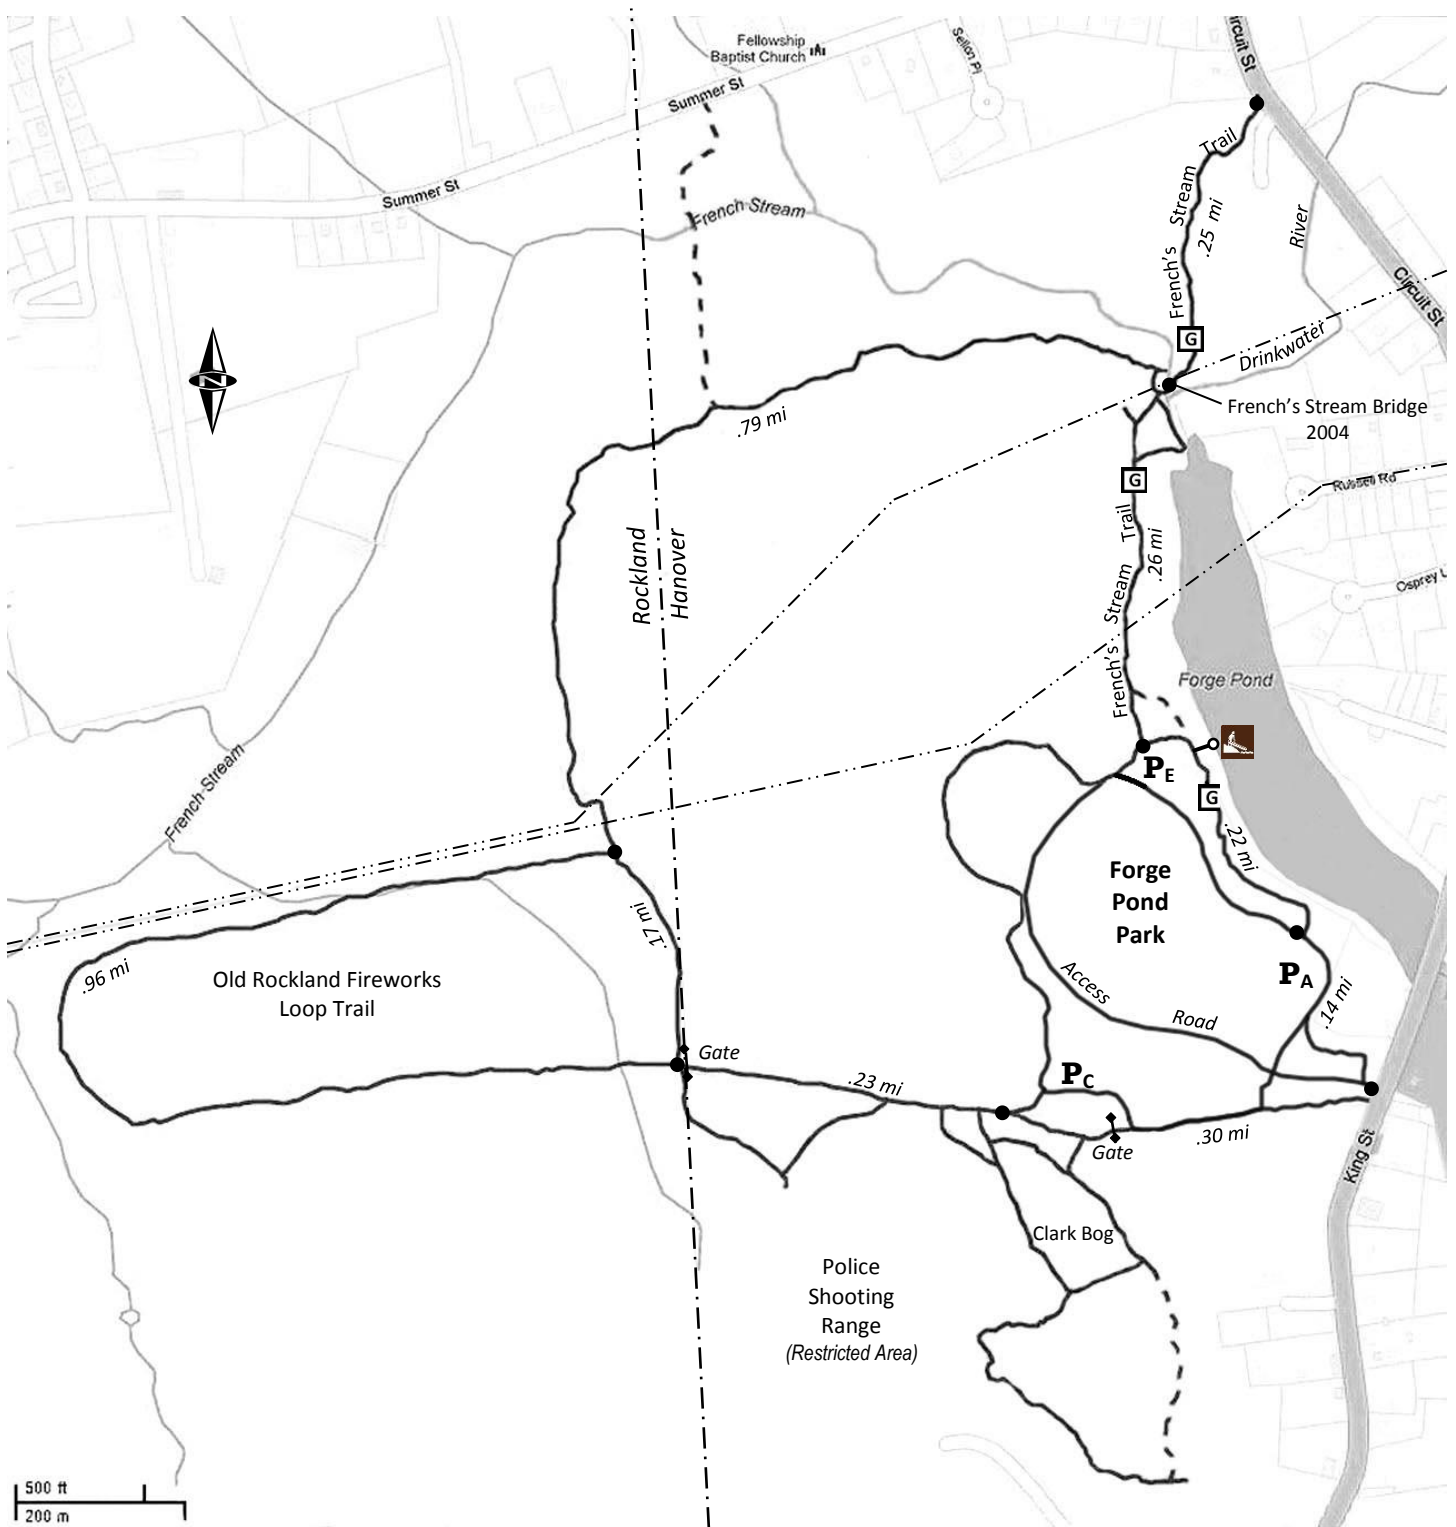 Fellowship
Baptist Church
Sellon Pl
Circuit St
Summer St
French's Stream Trail
.25 mi
Summer St
French Stream
River
Circuit St
G
N
Drinkwater
French's Stream Bridge
2004
.79 mi
G
Russell Rd
Rockland
Hanover
French's Stream Trail
.26 mi
Osprey L
Forge Pond
French Stream
P E
G
.22 mi
Forge
Pond
Park
.17 mi
.96 mi
Old Rockland Fireworks
Loop Trail
Access Road
P A
.14 mi
Gate
.23 mi
P C
.30 mi
Gate
King St
Clark Bog
Police
Shooting
Range
(Restricted Area)
500 ft
200 m